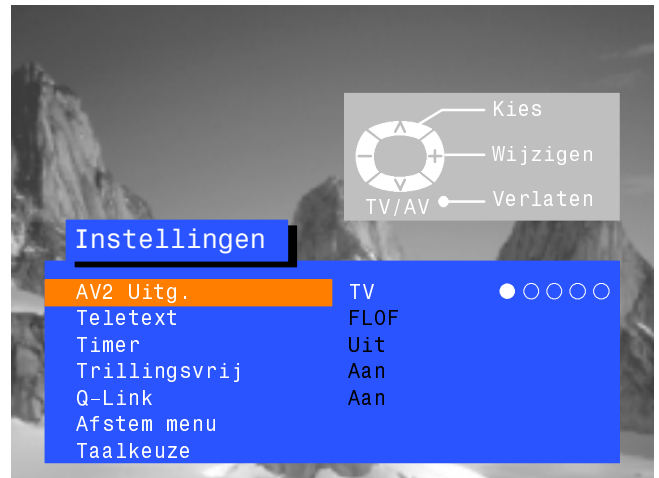 Kies
Wijzigen
TV/AV Verlaten
Instellingen
AV2 Uitg. TV
Teletext FLOF
Timer Uit
Trillingsvrij Aan
Q-Link Aan
Afstem menu
Taalkeuze